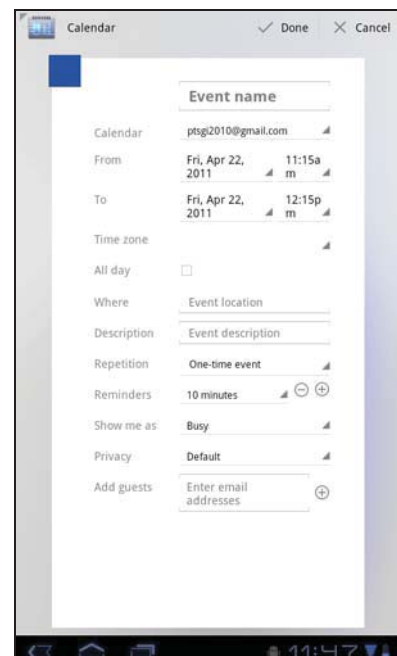 Calendar Done Cancel
Event name
Calendar ptsgi2010@gmail.com
From Fri, Apr 22, 11:15a
2011 m
To Fri, Apr 22, 12:15p
2011 m
Time zone
All day
Where Event location
Description Event description
Repetition One-time event
Reminders 10 minutes
Show me as Busy
Privacy Default
Add guests Enter email
addresses
11:47